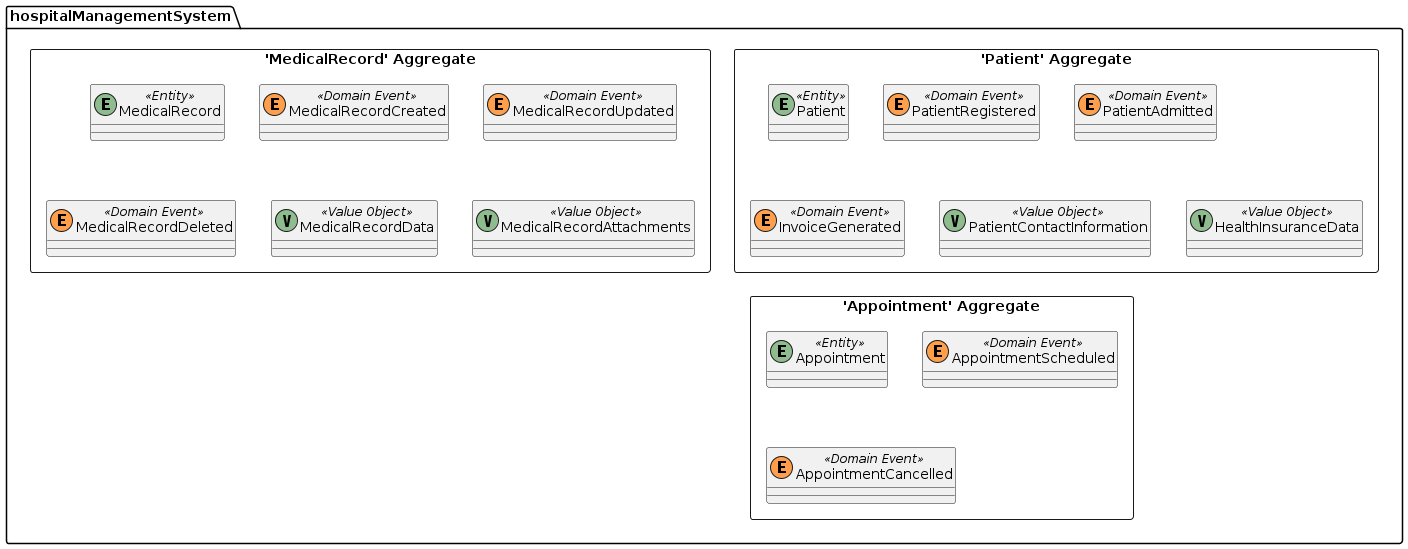 hospitalManagementSystem
'MedicalRecord' Aggregate
E «Entity»
MedicalRecord
E «Domain Event»
MedicalRecordCreated
E «Domain Event»
MedicalRecordUpdated
E «Domain Event»
MedicalRecordDeleted
V «Value Object»
MedicalRecordData
V «Value Object»
MedicalRecordAttachments
'Patient' Aggregate
E «Entity»
Patient
E «Domain Event»
PatientRegistered
E «Domain Event»
PatientAdmitted
E «Domain Event»
InvoiceGenerated
V «Value Object»
PatientContactInformation
V «Value Object»
HealthInsuranceData
'Appointment' Aggregate
E «Entity»
Appointment
E «Domain Event»
AppointmentScheduled
E «Domain Event»
AppointmentCancelled